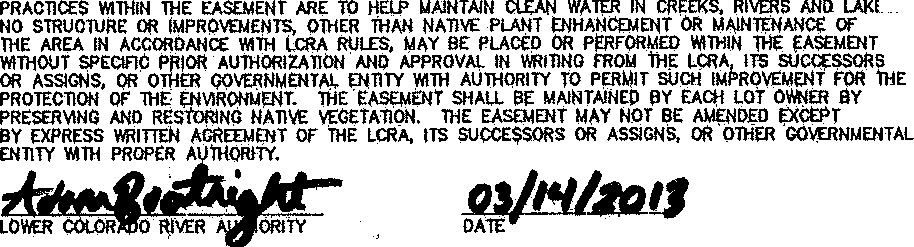 PRACTICES WITHIN THE EASEMENT ARE TO HELP MAINTAIN CLEAN WATER IN CREEKS, RIVERS AND LAKE
NO STRUCTURE OR IMPROVEMENTS, OTHER THAN NATIVE PLANT ENHANCEMENT OR MAINTENANCE OF
THE AREA IN ACCORDANCE WITH LCRA RULES, MAY BE PLACED OR PERFORMED WITHIN THE EASEMENT
WITHOUT SPECIFIC PRIOR AUTHORIZATION AND APPROVAL IN WRITING FROM THE LCRA, ITS SUCCESSORS
OR ASSIGNS, OR OTHER GOVERNMENTAL ENTITY WITH AUTHORITY TO PERMIT SUCH IMPROVEMENT FOR THE
PROTECTION OF THE ENVIRONMENT. THE EASEMENT SHALL BE MAINTAINED BY EACH LOT OWNER BY
PRESERVING AND RESTORING NATIVE VEGETATION. THE EASEMENT MAY NOT BE AMENDED EXCEPT
BY EXPRESS WRITTEN AGREEMENT OF THE LCRA, ITS SUCCESSORS OR ASSIGNS, OR OTHER GOVERNMENTAL
ENTITY WITH PROPER AUTHORITY.
Adam Boatright 03/14/2013
LOWER COLORADO RIVER AUTHORITY DATE